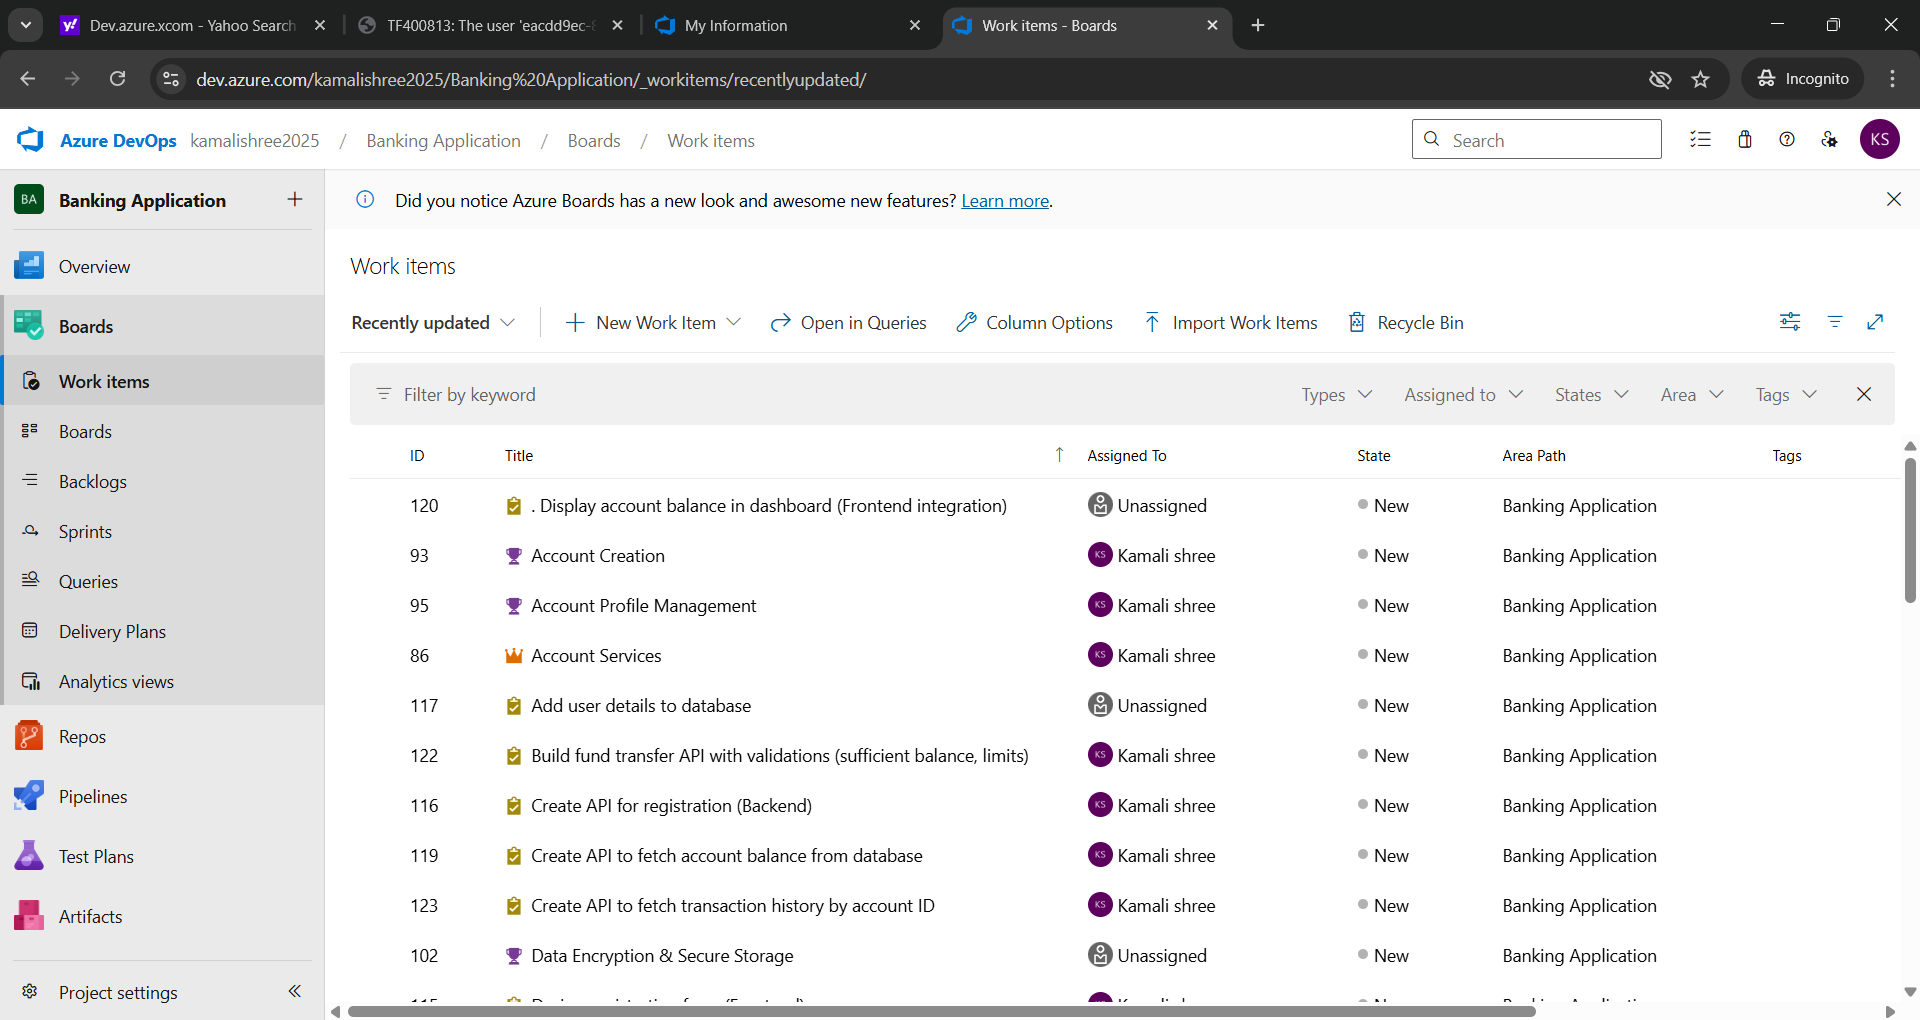 Dev.azure.xcom - Yahoo Search
TF400813: The user 'eacdd9ec-
My Information
Work items - Boards
dev.azure.com/kamalishree2025/Banking%20Application/_workitems/recentlyupdated/
Incognito
Azure DevOps kamalishree2025 / Banking Application / Boards / Work items
Search
KS
BA Banking Application
Did you notice Azure Boards has a new look and awesome new features? Learn more.
Overview
Boards
Work items
Boards
Backlogs
Sprints
Queries
Delivery Plans
Analytics views
Repos
Pipelines
Test Plans
Artifacts
Project settings
Work items
Recently updated New Work Item Open in Queries Column Options Import Work Items Recycle Bin
Filter by keyword Types Assigned to States Area Tags
ID Title Assigned To State Area Path Tags
120 . Display account balance in dashboard (Frontend integration) Unassigned New Banking Application
93 Account Creation KS Kamali shree New Banking Application
95 Account Profile Management KS Kamali shree New Banking Application
86 Account Services KS Kamali shree New Banking Application
117 Add user details to database Unassigned New Banking Application
122 Build fund transfer API with validations (sufficient balance, limits) KS Kamali shree New Banking Application
116 Create API for registration (Backend) KS Kamali shree New Banking Application
119 Create API to fetch account balance from database KS Kamali shree New Banking Application
123 Create API to fetch transaction history by account ID KS Kamali shree New Banking Application
102 Data Encryption & Secure Storage Unassigned New Banking Application